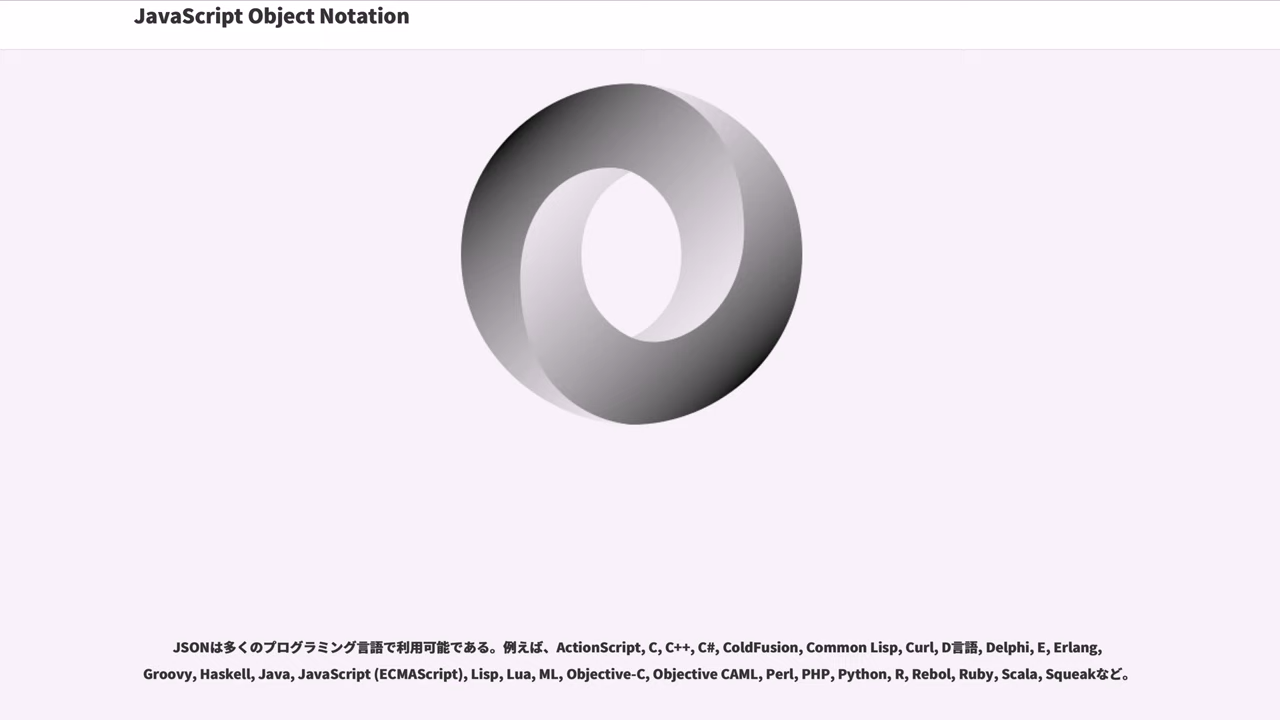 JavaScript Object Notation
JSONは多くのプログラミング言語で利用可能である。例えば、ActionScript, C, C++, C#, ColdFusion, Common Lisp, Curl, D言語, Delphi, E, Erlang,
Groovy, Haskell, Java, JavaScript (ECMAScript), Lisp, Lua, ML, Objective-C, Objective CAML, Perl, PHP, Python, R, Rebol, Ruby, Scala, Squeakなど。